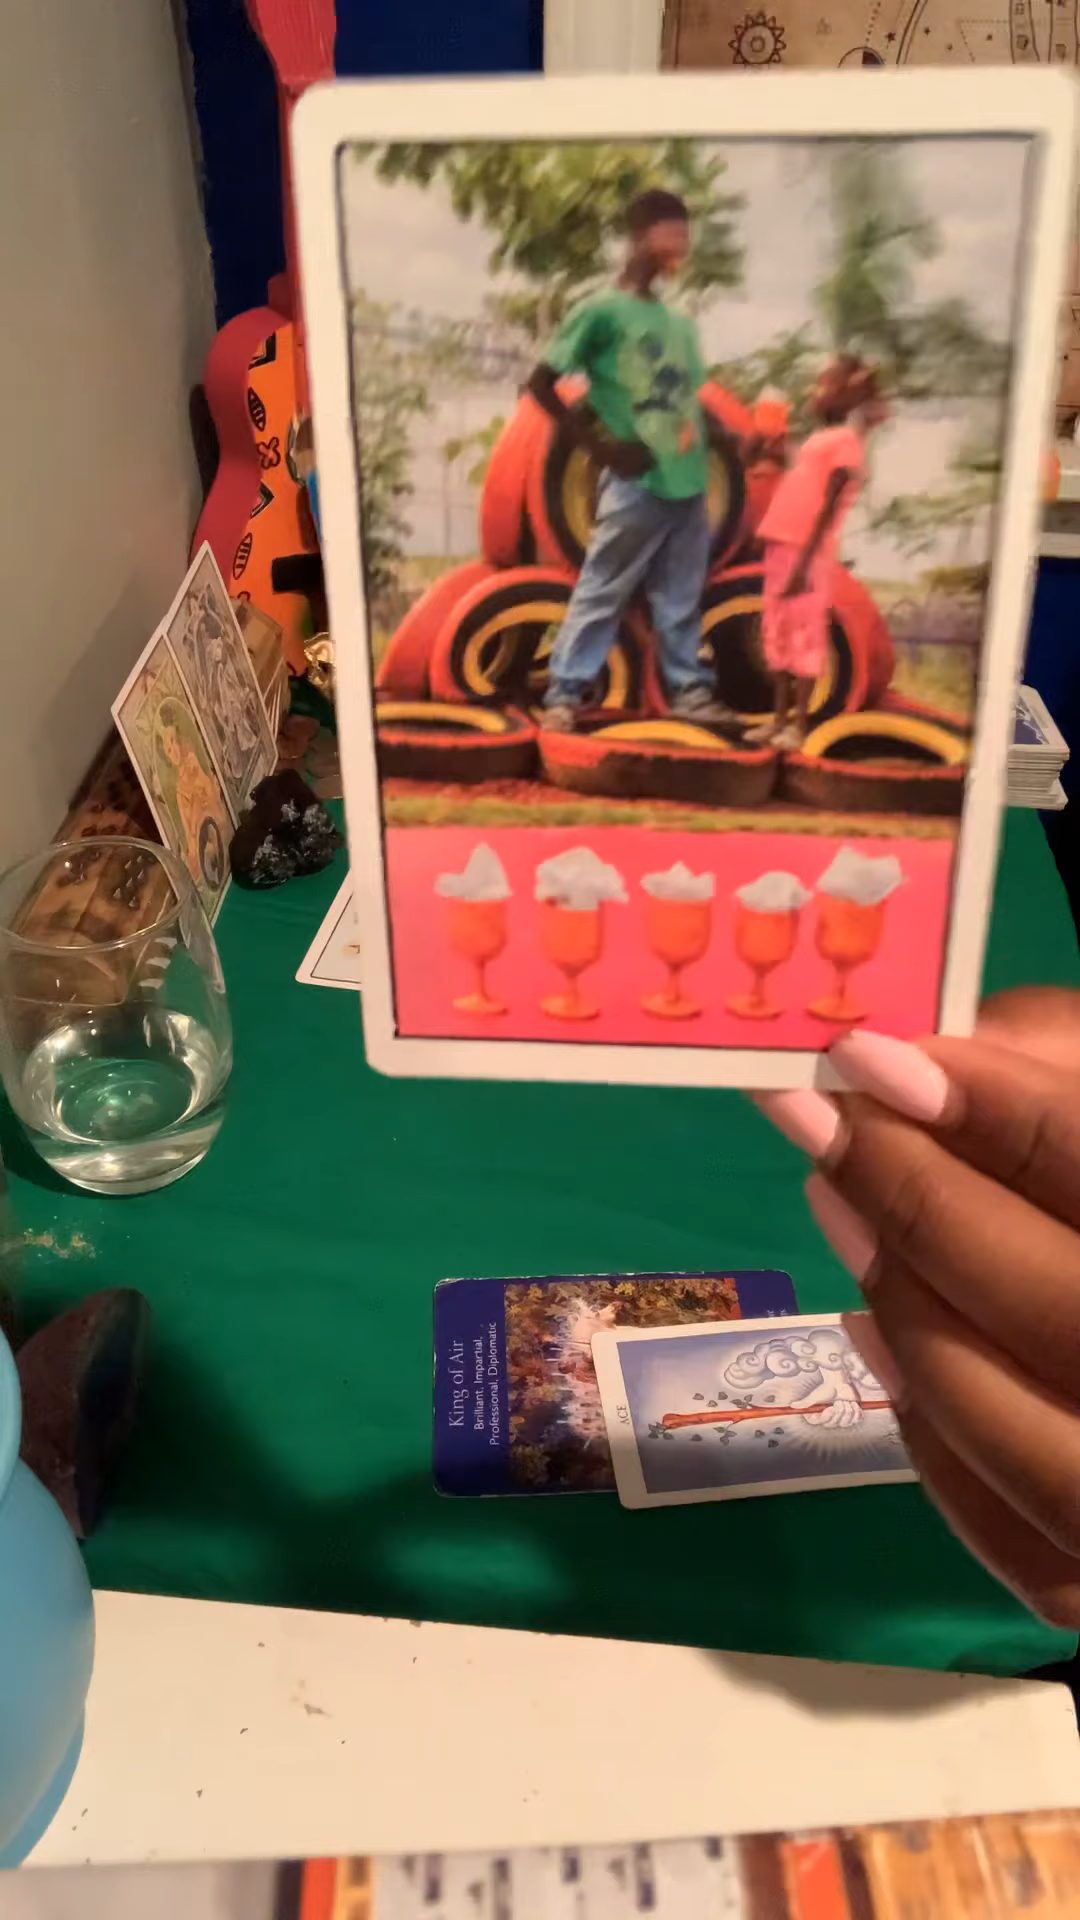 King of Air
Brilliant, Impartial,
Professional, Diplomatic
ACE